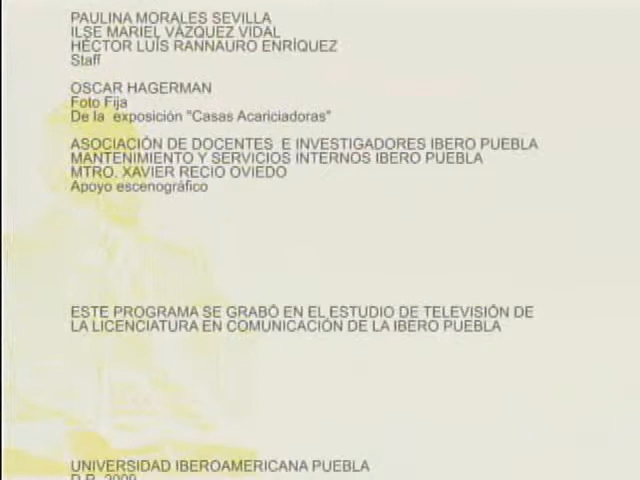 PAULINA MORALES SEVILLA
ILSE MARIEL VÁZQUEZ VIDAL
HÉCTOR LUÍS RANNAURO ENRÍQUEZ
Staff
OSCAR HAGERMAN
Foto Fija
De la exposición "Casas Acariciadoras"
ASOCIACIÓN DE DOCENTES E INVESTIGADORES IBERO PUEBLA
MANTENIMIENTO Y SERVICIOS INTERNOS IBERO PUEBLA
MTRO. XAVIER RECIO OVIEDO
Apoyo escenográfico
ESTE PROGRAMA SE GRABÓ EN EL ESTUDIO DE TELEVISIÓN DE
LA LICENCIATURA EN COMUNICACIÓN DE LA IBERO PUEBLA
UNIVERSIDAD IBEROAMERICANA PUEBLA
D.R. 2009